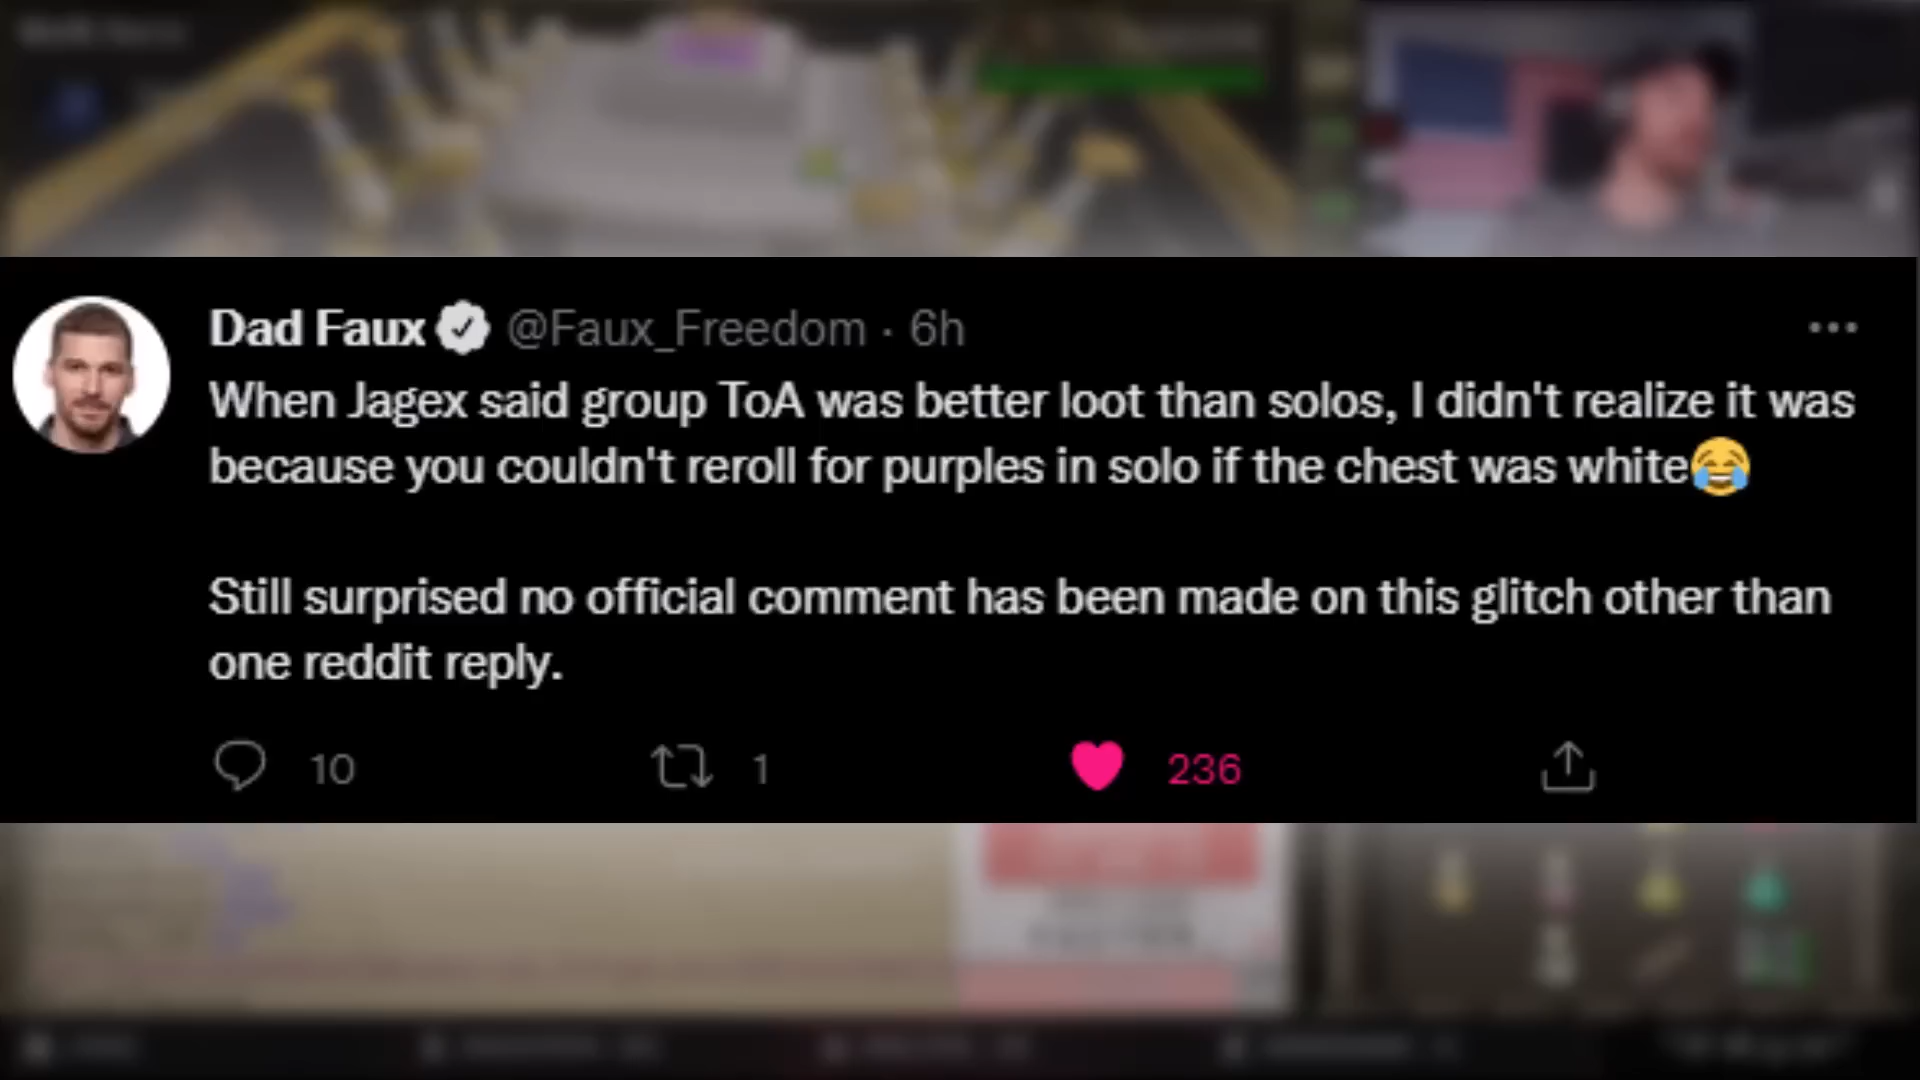 Dad Faux @Faux_Freedom · 6h
When Jagex said group ToA was better loot than solos, I didn't realize it was
because you couldn't reroll for purples in solo if the chest was white😂
Still surprised no official comment has been made on this glitch other than
one reddit reply.
10 1 236